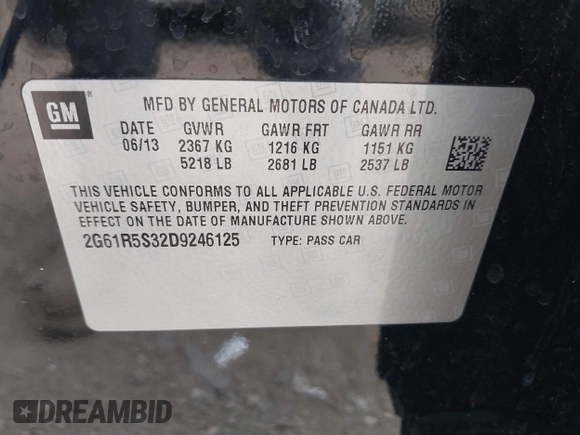 GM
MFD BY GENERAL MOTORS OF CANADA LTD.
DATE GVWR GAWR FRT GAWR RR
06/13 2367 KG 1216 KG 1151 KG
5218 LB 2681 LB 2537 LB
THIS VEHICLE CONFORMS TO ALL APPLICABLE U.S. FEDERAL MOTOR
VEHICLE SAFETY, BUMPER, AND THEFT PREVENTION STANDARDS IN
EFFECT ON THE DATE OF MANUFACTURE SHOWN ABOVE.
2G61R5S32D9246125 TYPE: PASS CAR
DREAMBID